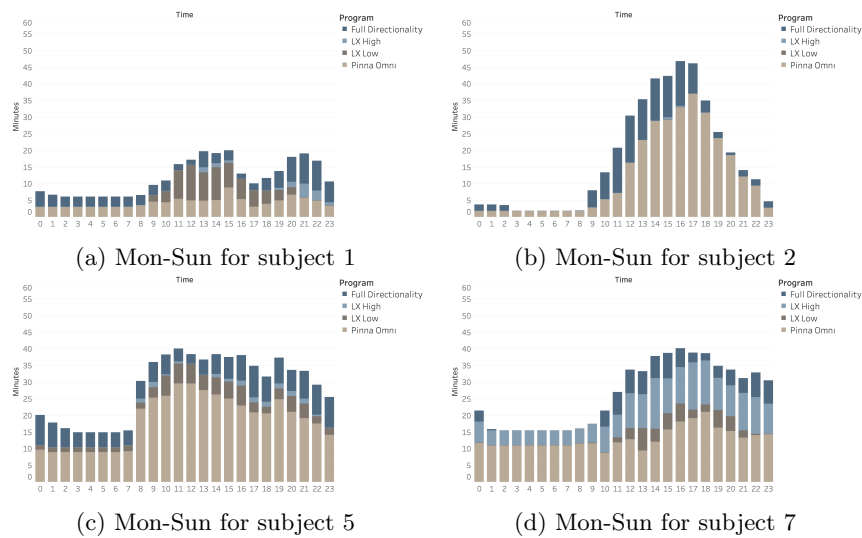 Time
60
55
50
45
40
35
30
25
20
15
10
5
0
Minutes
0 1 2 3 4 5 6 7 8 9 10 11 12 13 14 15 16 17 18 19 20 21 22 23
Program
Full Directionality
LX High
LX Low
Pinna Omni
(a) Mon-Sun for subject 1
Time
60
55
50
45
40
35
30
25
20
15
10
5
0
Minutes
0 1 2 3 4 5 6 7 8 9 10 11 12 13 14 15 16 17 18 19 20 21 22 23
Program
Full Directionality
LX High
LX Low
Pinna Omni
(b) Mon-Sun for subject 2
Time
60
55
50
45
40
35
30
25
20
15
10
5
0
Minutes
0 1 2 3 4 5 6 7 8 9 10 11 12 13 14 15 16 17 18 19 20 21 22 23
Program
Full Directionality
LX High
LX Low
Pinna Omni
(c) Mon-Sun for subject 5
Time
60
55
50
45
40
35
30
25
20
15
10
5
0
Minutes
0 1 2 3 4 5 6 7 8 9 10 11 12 13 14 15 16 17 18 19 20 21 22 23
Program
Full Directionality
LX High
LX Low
Pinna Omni
(d) Mon-Sun for subject 7